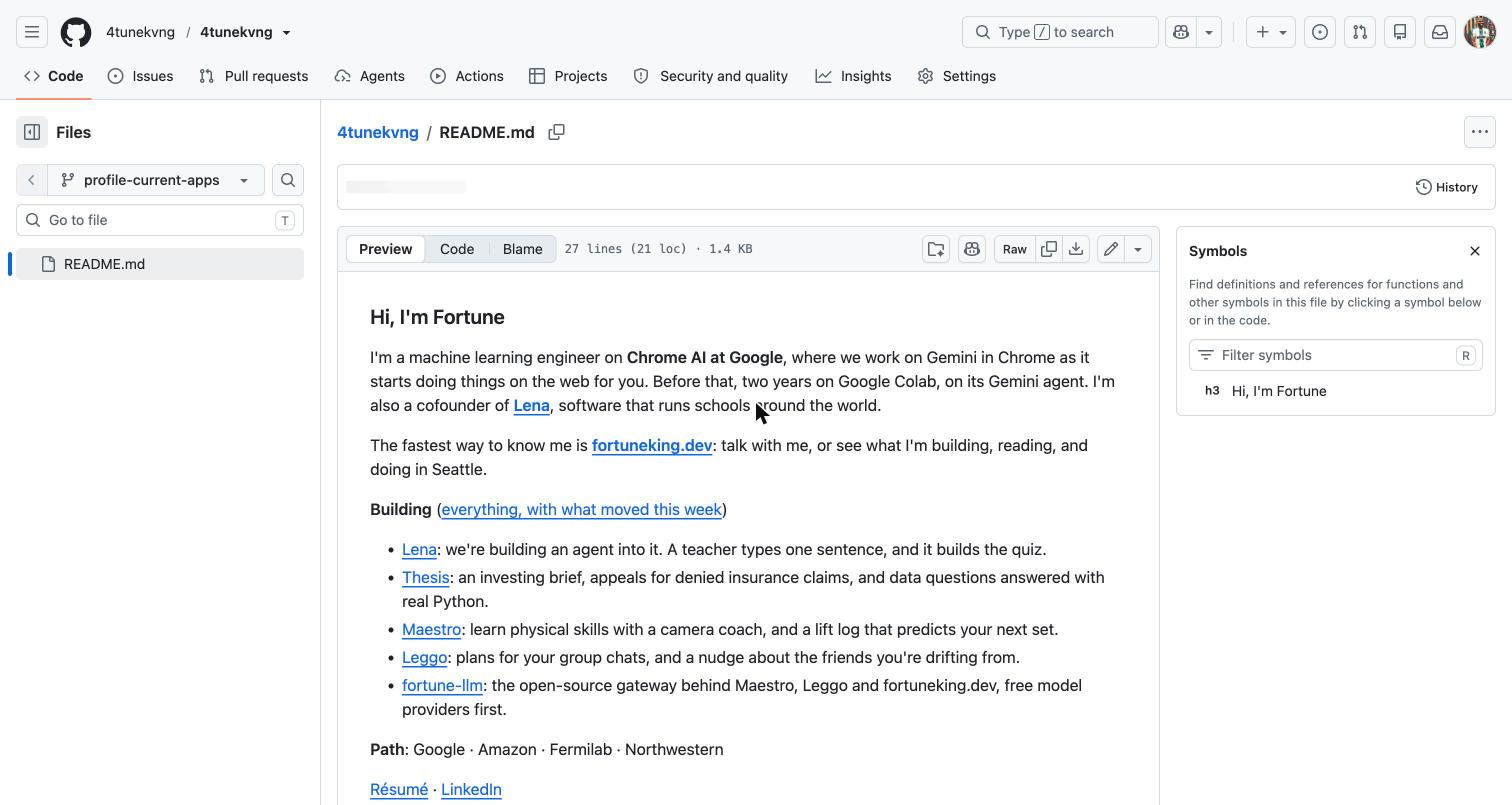 4tunekvng / 4tunekvng
Type / to search
Code
Issues
Pull requests
Agents
Actions
Projects
Security and quality
Insights
Settings
Files
profile-current-apps
Go to file
T
README.md
4tunekvng / README.md
History
Preview
Code
Blame
27 lines (21 loc) · 1.4 KB
Raw
Hi, I'm Fortune
I'm a machine learning engineer on Chrome AI at Google, where we work on Gemini in Chrome as it
starts doing things on the web for you. Before that, two years on Google Colab, on its Gemini agent. I'm
also a cofounder of Lena, software that runs schools around the world.
The fastest way to know me is fortuneking.dev: talk with me, or see what I'm building, reading, and
doing in Seattle.
Building (everything, with what moved this week)
• Lena: we're building an agent into it. A teacher types one sentence, and it builds the quiz.
• Thesis: an investing brief, appeals for denied insurance claims, and data questions answered with
real Python.
• Maestro: learn physical skills with a camera coach, and a lift log that predicts your next set.
• Leggo: plans for your group chats, and a nudge about the friends you're drifting from.
• fortune-llm: the open-source gateway behind Maestro, Leggo and fortuneking.dev, free model
providers first.
Path: Google · Amazon · Fermilab · Northwestern
Résumé · LinkedIn
Symbols
Find definitions and references for functions and
other symbols in this file by clicking a symbol below
or in the code.
Filter symbols
R
h3 Hi, I'm Fortune